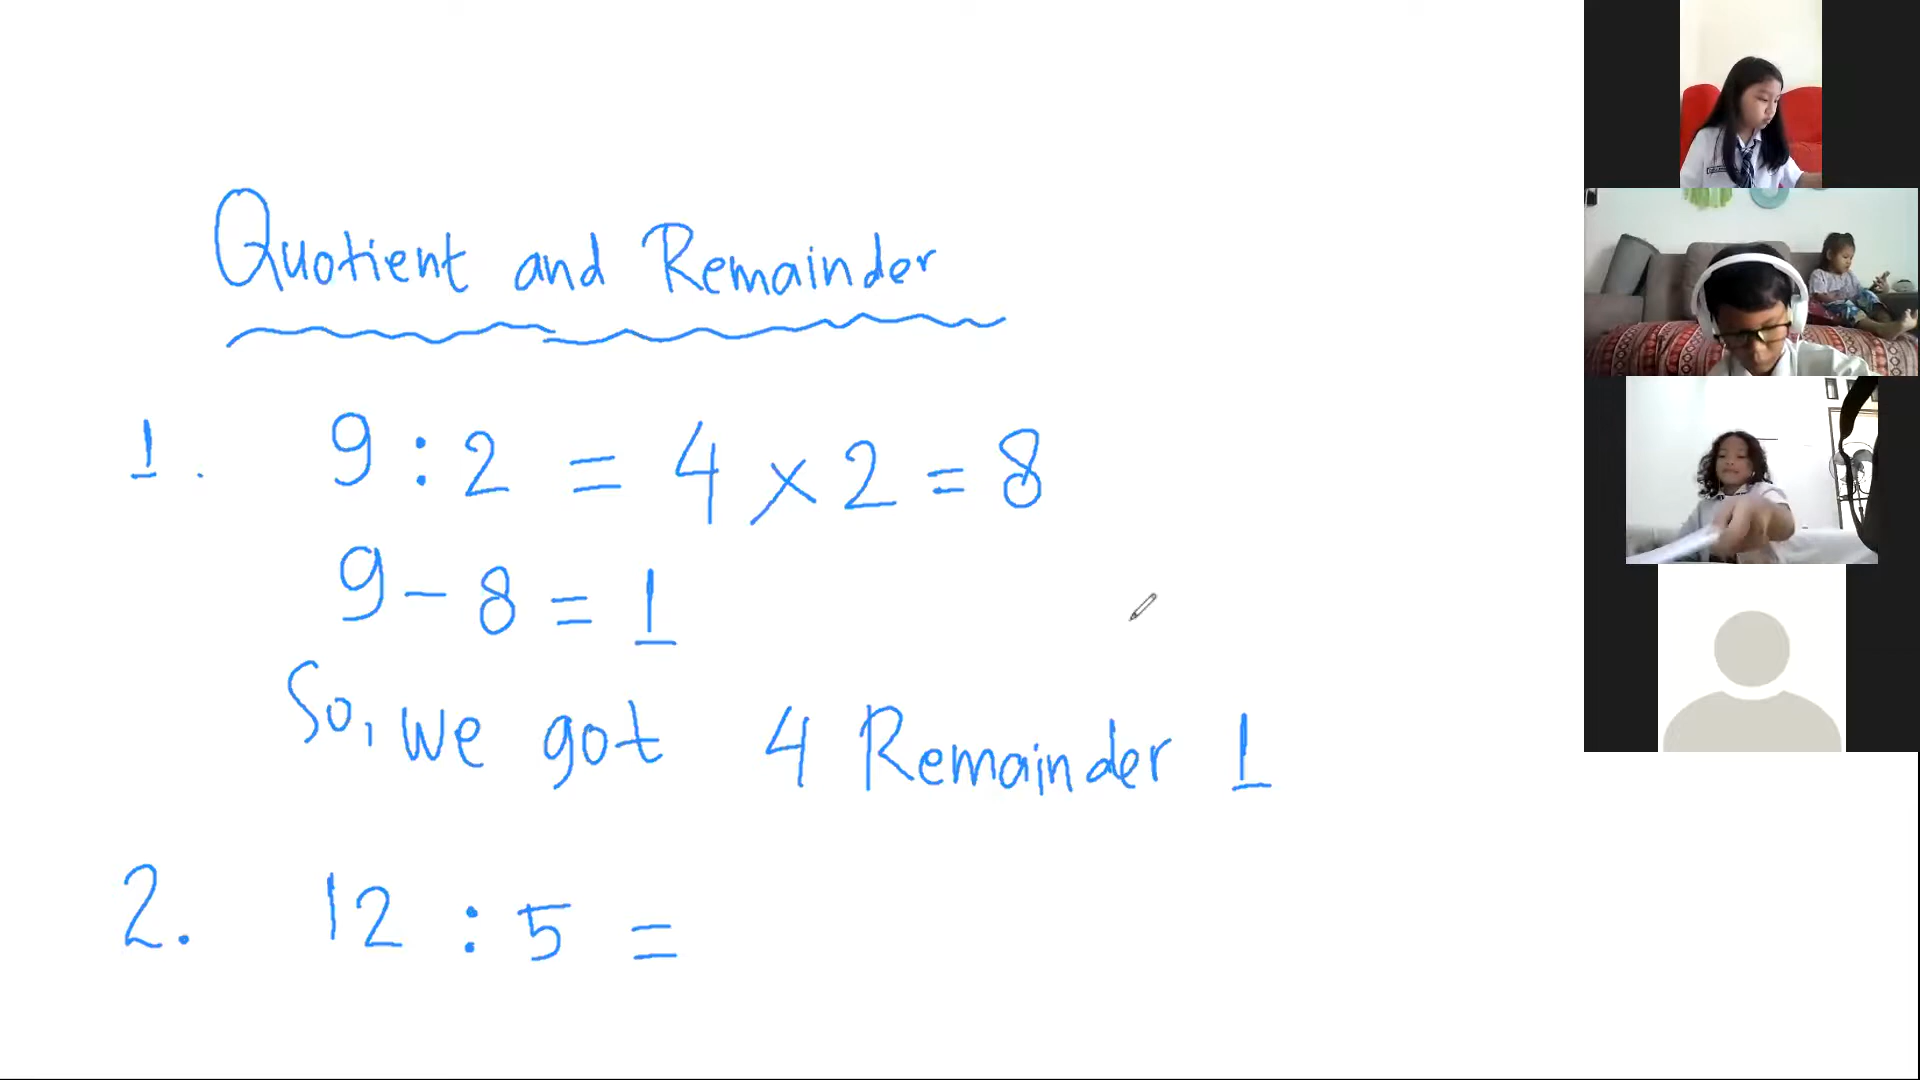 Quotient and Remainder
1. 9 : 2 = 4 × 2 = 8
9 - 8 = 1
So, we got 4 Remainder 1
2. 12 : 5 =